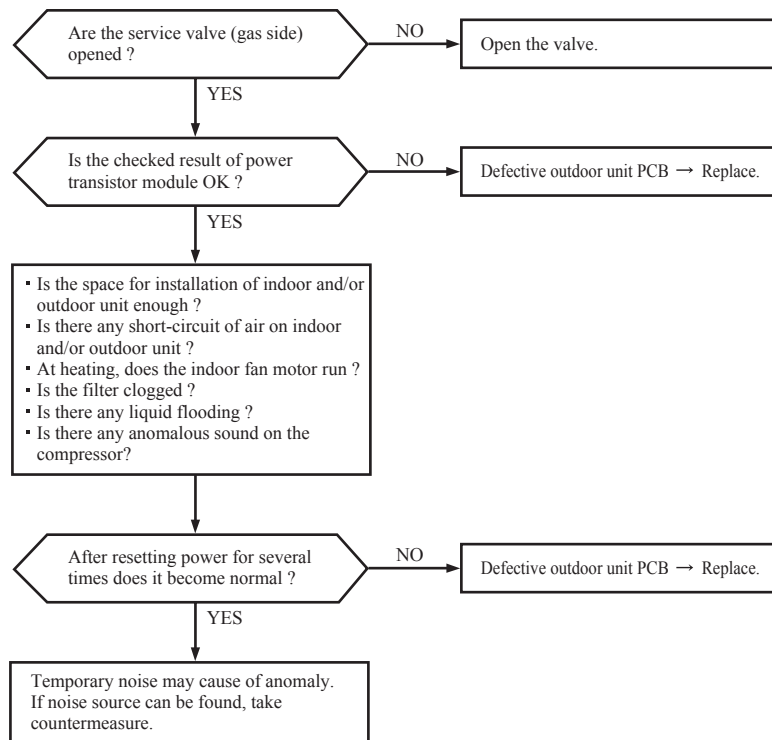 Are the service valve (gas side)
opened ?
NO
Open the valve.
YES
Is the checked result of power
transistor module OK ?
NO
Defective outdoor unit PCB → Replace.
YES
▪ Is the space for installation of indoor and/or
outdoor unit enough ?
▪ Is there any short-circuit of air on indoor
and/or outdoor unit ?
▪ At heating, does the indoor fan motor run ?
▪ Is the filter clogged ?
▪ Is there any liquid flooding ?
▪ Is there any anomalous sound on the
compressor?
After resetting power for several
times does it become normal ?
NO
Defective outdoor unit PCB → Replace.
YES
Temporary noise may cause of anomaly.
If noise source can be found, take
countermeasure.